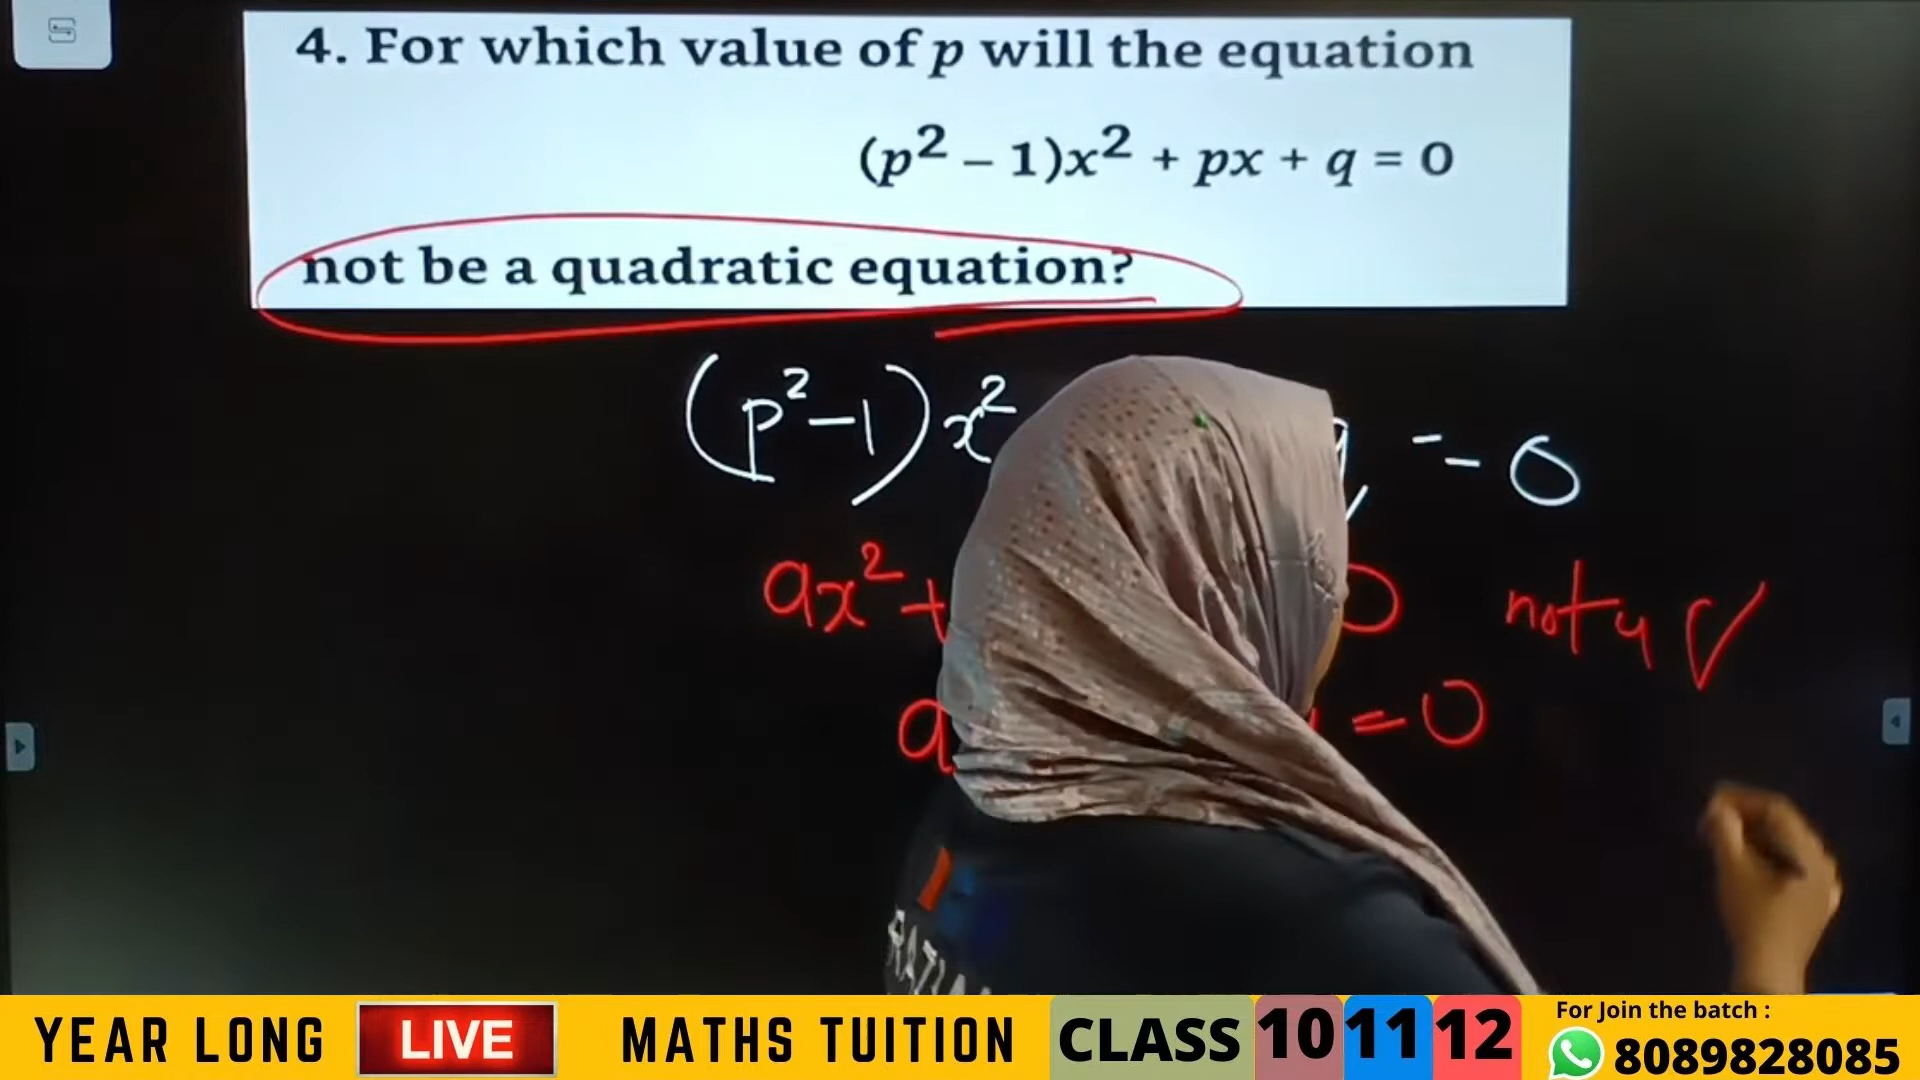 4. For which value of p will the equation
(p² – 1)x² + px + q = 0
not be a quadratic equation?
(p²-1)x² = 0
ax²+ 0 not q
a =0
YEAR LONG LIVE MATHS TUITION CLASS 10 11 12
For Join the batch :
8089828085